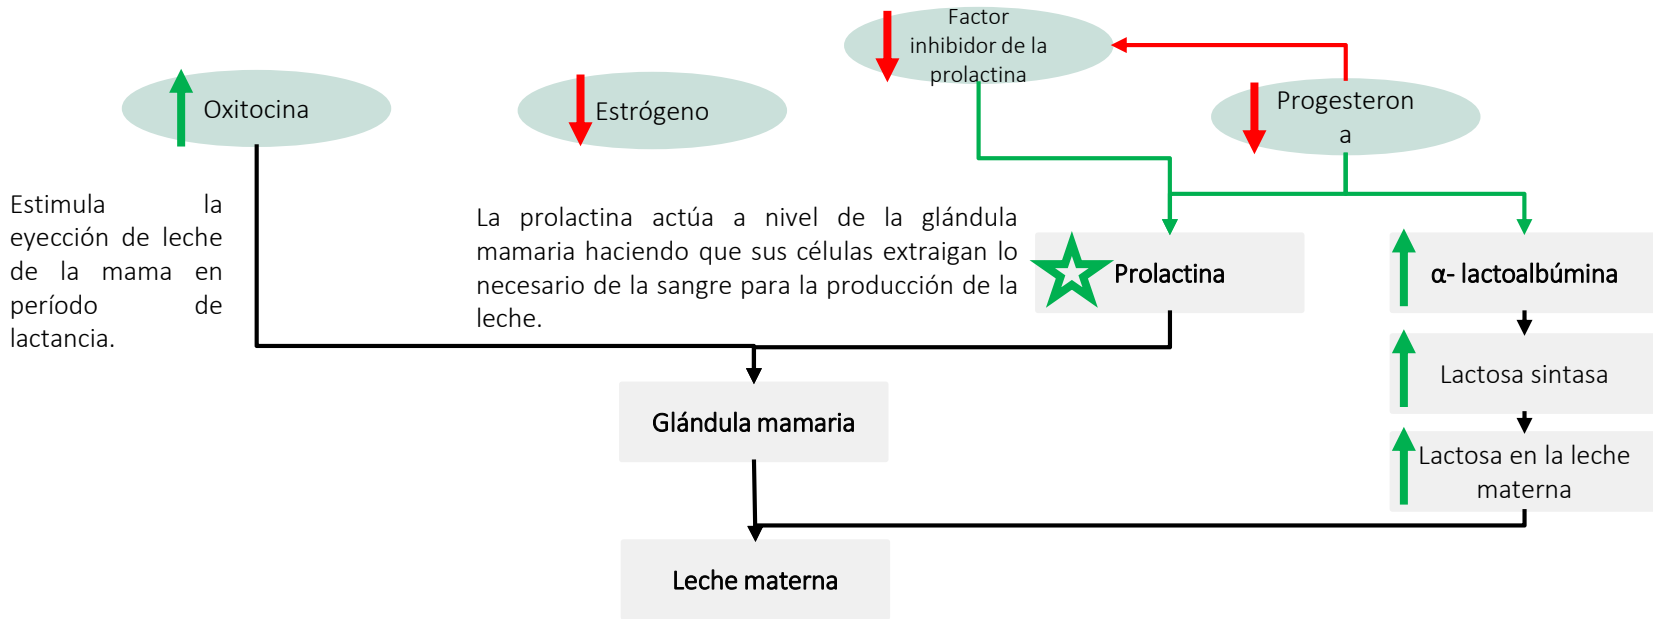 Factor
inhibidor de la
prolactina
Oxitocina
Estrógeno
Progesteron
a
Estimula la
eyección de leche
de la mama en
período de
lactancia.
La prolactina actúa a nivel de la glándula
mamaria haciendo que sus células extraigan lo
necesario de la sangre para la producción de la
leche.
Prolactina
α- lactoalbúmina
Lactosa sintasa
Glándula mamaria
Lactosa en la leche
materna
Leche materna